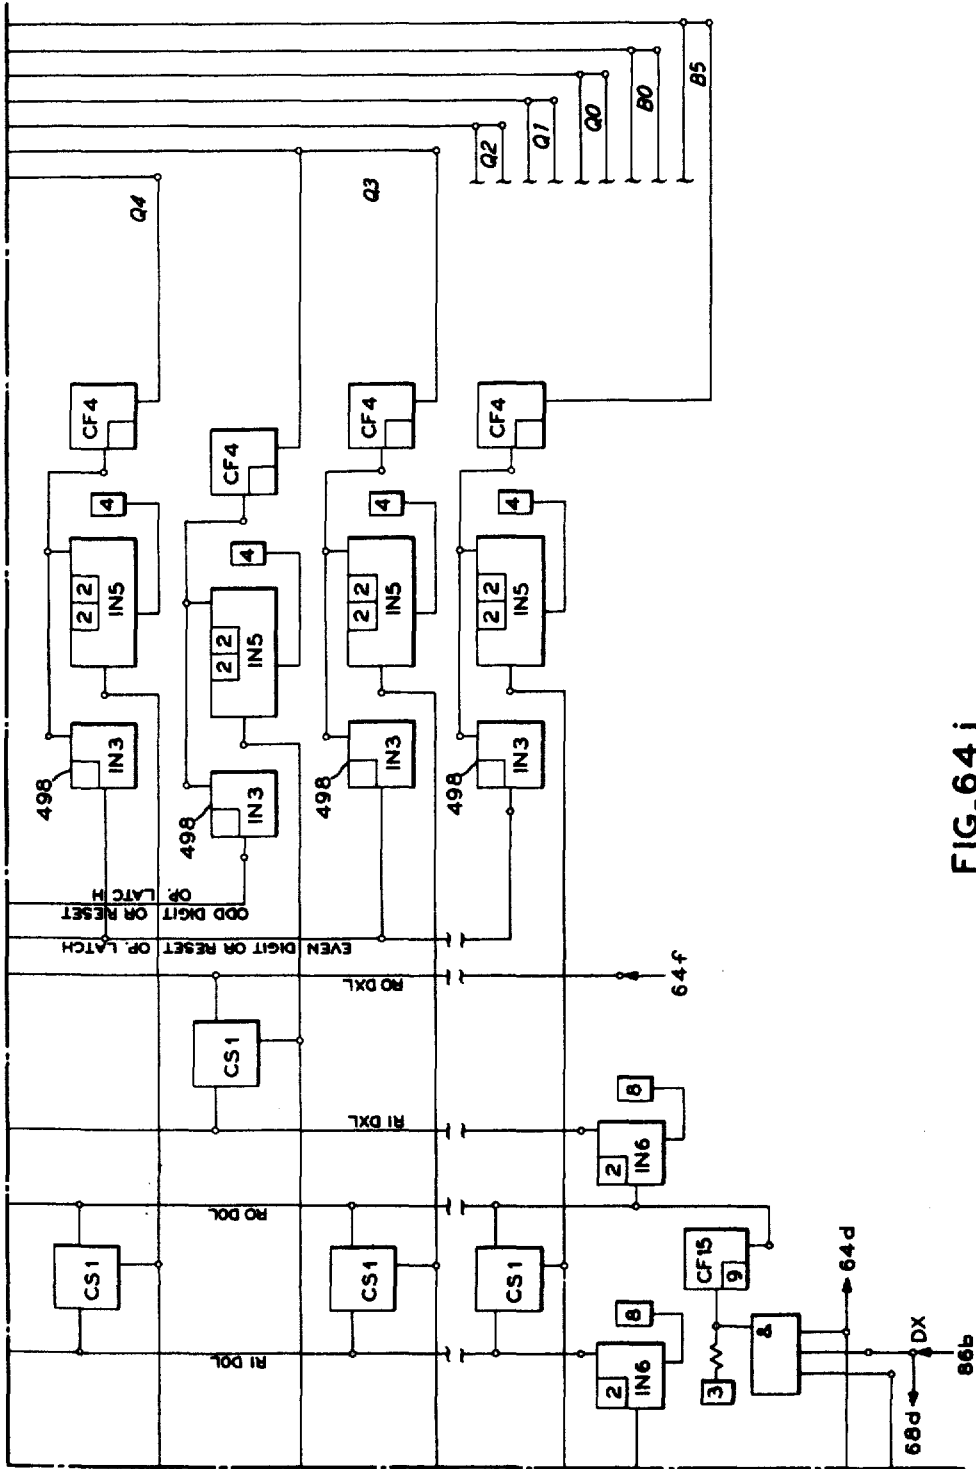 Q4
Q3
Q2
Q1
Q0
B0
B5
CF4
CF4
CF4
CF4
4
4
4
4
2 2
IN5
2 2
IN5
2 2
IN5
2 2
IN5
498
IN3
498
IN3
498
IN3
498
IN3
ODD DIGIT OR RESET
OP. LATCH
EVEN DIGIT OR RESET OP. LATCH
RO DXL
64f
CS1
RI DXL
8
2
IN6
RO DOL
CS1
CS1
CS1
CF15
9
64d
RI DOL
8
2
IN6
3
&
DX
68d
86b
FIG_64j